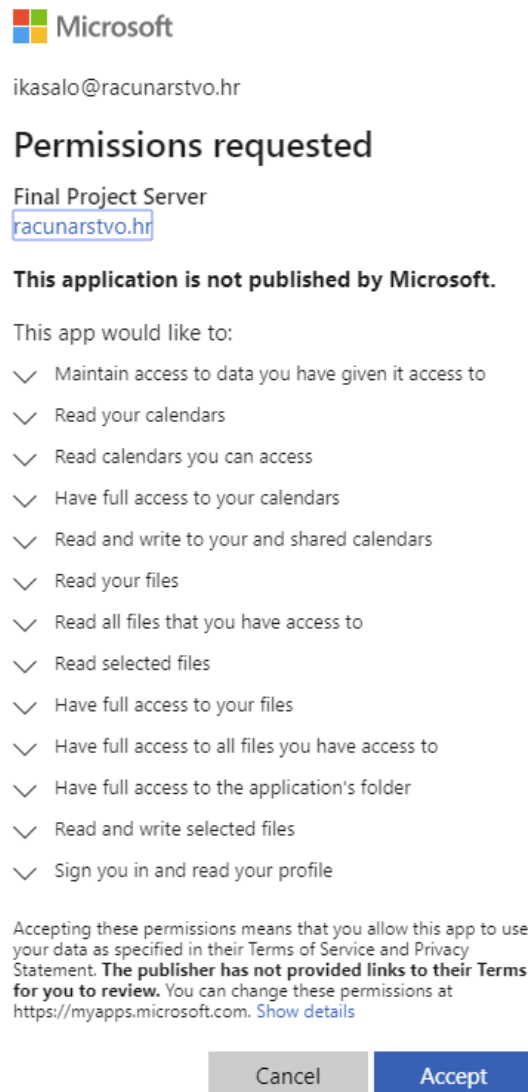 Microsoft
ikasalo@racunarstvo.hr
Permissions requested
Final Project Server
racunarstvo.hr
This application is not published by Microsoft.
This app would like to:
Maintain access to data you have given it access to
Read your calendars
Read calendars you can access
Have full access to your calendars
Read and write to your and shared calendars
Read your files
Read all files that you have access to
Read selected files
Have full access to your files
Have full access to all files you have access to
Have full access to the application's folder
Read and write selected files
Sign you in and read your profile
Accepting these permissions means that you allow this app to use
your data as specified in their Terms of Service and Privacy
Statement. The publisher has not provided links to their Terms
for you to review. You can change these permissions at
https://myapps.microsoft.com. Show details
Cancel Accept